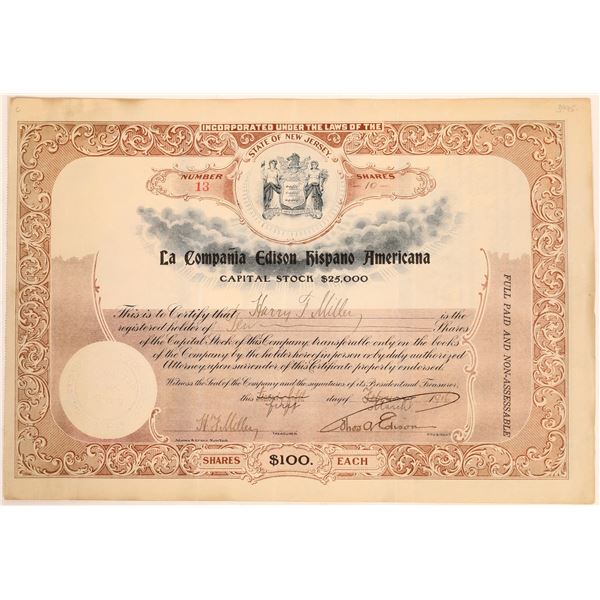 INCORPORATED UNDER THE LAWS OF THE
STATE OF NEW JERSEY.
NUMBER
13
SHARES
- 10 -
La Compañia Edison Hispano Americana
CAPITAL STOCK $25,000
This is to Certify that Harry F. Miller is the
registered holder of Ten Shares
of the Capital Stock of this Company, transferable only on the books
of the Company by the holder hereof in person or by duly authorized
Attorney, upon surrender of this certificate properly endorsed.
Witness the Seal of the Company and the signatures of its President and Treasurer,
this first day of March
H. F. Miller
TREASURER.
Thos A Edison
PRESIDENT
SHARES $100. EACH
FULL PAID AND NON-ASSESSABLE